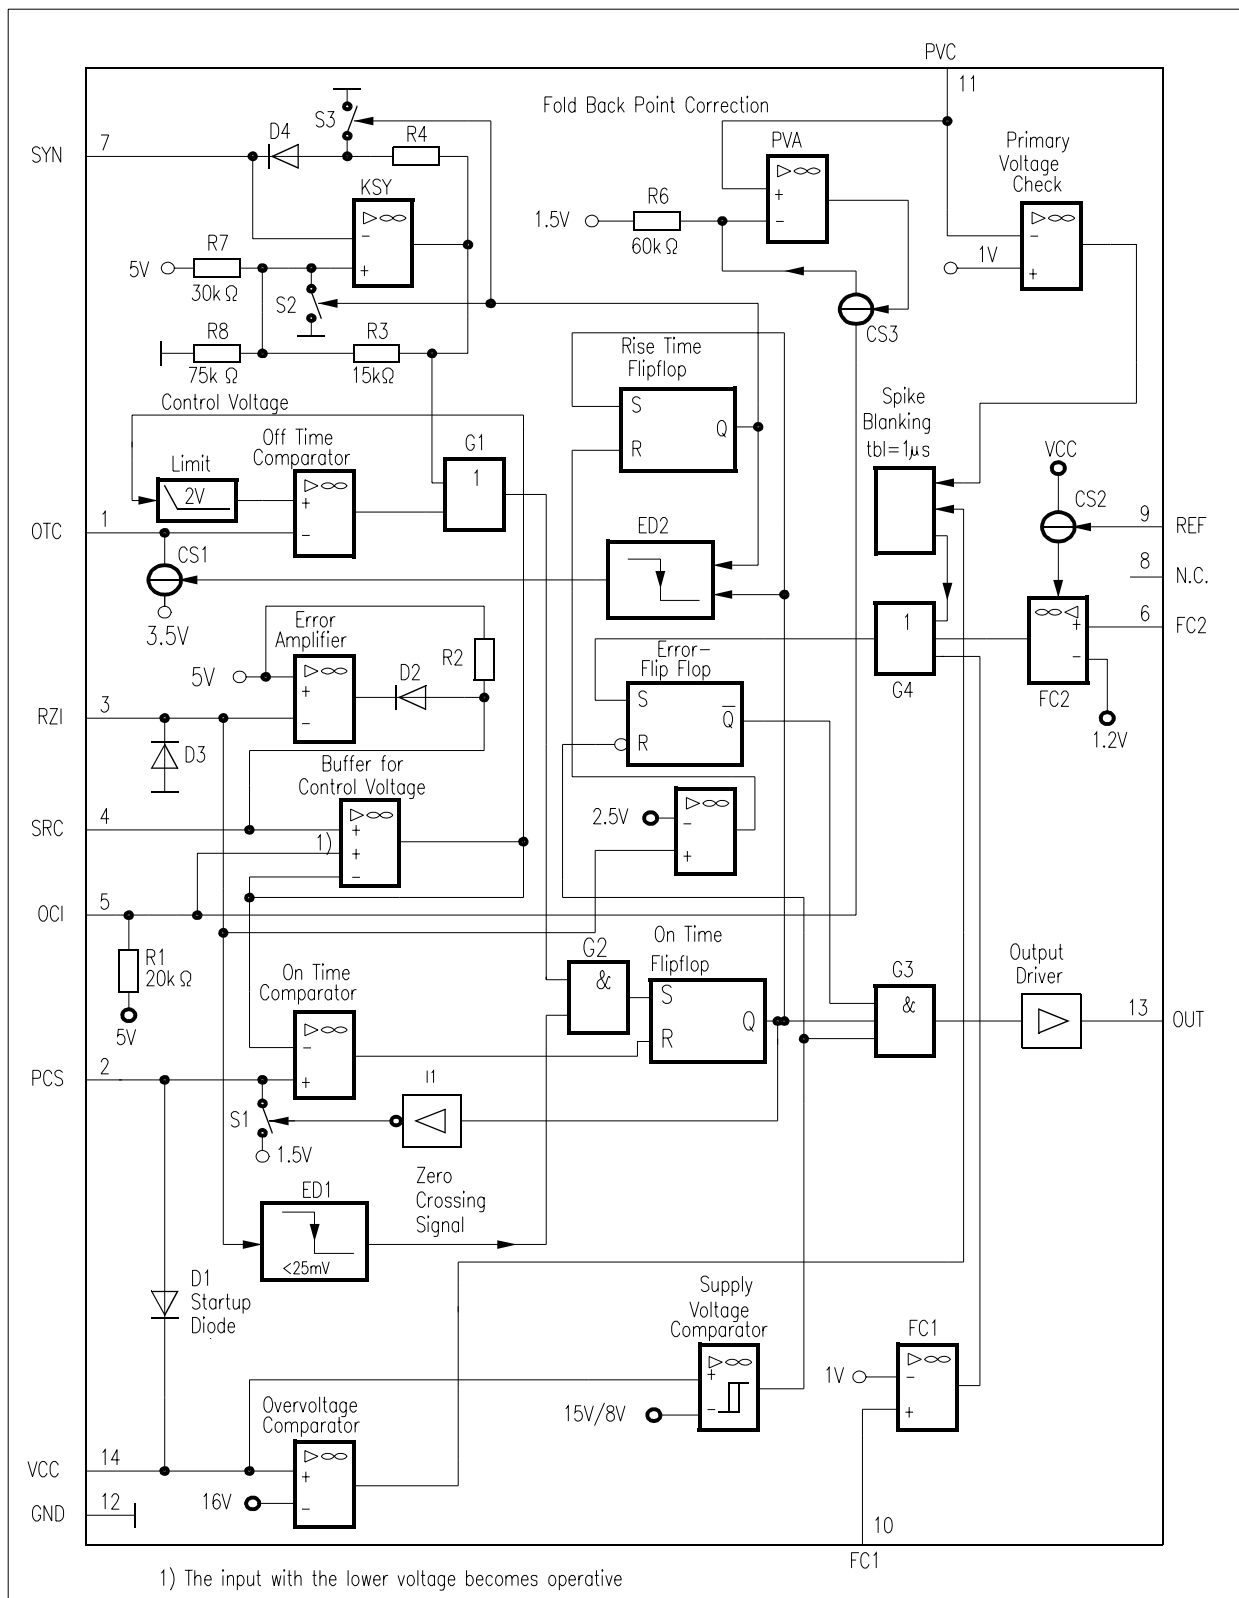 PVC
11
Fold Back Point Correction
S3
D4
R4
7
SYN
PVA
Primary
Voltage
Check
KSY
▷∞
−
+
▷∞
+
−
▷∞
−
+
R6
1.5V
60k Ω
1V
R7
5V
30k Ω
S2
CS3
R8
75k Ω
R3
15kΩ
Rise Time
Flipflop
S
R
Q
Spike
Blanking
tbl=1μs
Control Voltage
Off Time
Comparator
Limit
2V
▷∞
+
−
G1
1
VCC
CS2
9
REF
1
OTC
CS1
3.5V
ED2
8
N.C.
6
FC2
∞◁
+
−
FC2
1.2V
1
G4
Error
Amplifier
5V
▷∞
+
−
D2
R2
Error-
Flip Flop
S
R
Q
3
RZI
D3
Buffer for
Control Voltage
▷∞
+
+
−
1)
4
SRC
2.5V
▷∞
−
+
5
OCI
R1
20k Ω
5V
On Time
Comparator
▷∞
−
+
G2
&
On Time
Flipflop
S
R
Q
G3
&
Output
Driver
▷
13
OUT
2
PCS
S1
1.5V
I1
◁
ED1
<25mV
Zero
Crossing
Signal
D1
Startup
Diode
Supply
Voltage
Comparator
▷∞
+
−
15V/8V
FC1
▷∞
−
+
1V
Overvoltage
Comparator
▷∞
+
−
16V
14
VCC
12
GND
10
FC1
1) The input with the lower voltage becomes operative